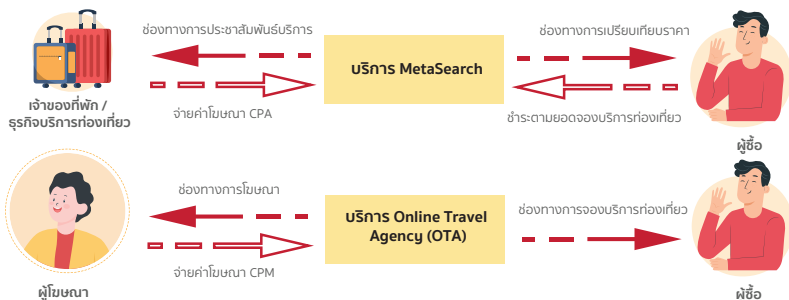 ช่องทางการประชาสัมพันธ์บริการ
บริการ MetaSearch
ช่องทางการเปรียบเทียบราคา
เจ้าของที่พัก /
ธุรกิจบริการท่องเที่ยว
จ่ายค่าโฆษณา CPA
ชำระตามยอดจองบริการท่องเที่ยว
ผู้ซื้อ
ช่องทางการโฆษณา
บริการ Online Travel
Agency (OTA)
ช่องทางการจองบริการท่องเที่ยว
จ่ายค่าโฆษณา CPM
ผู้โฆษณา
ผู้ซื้อ